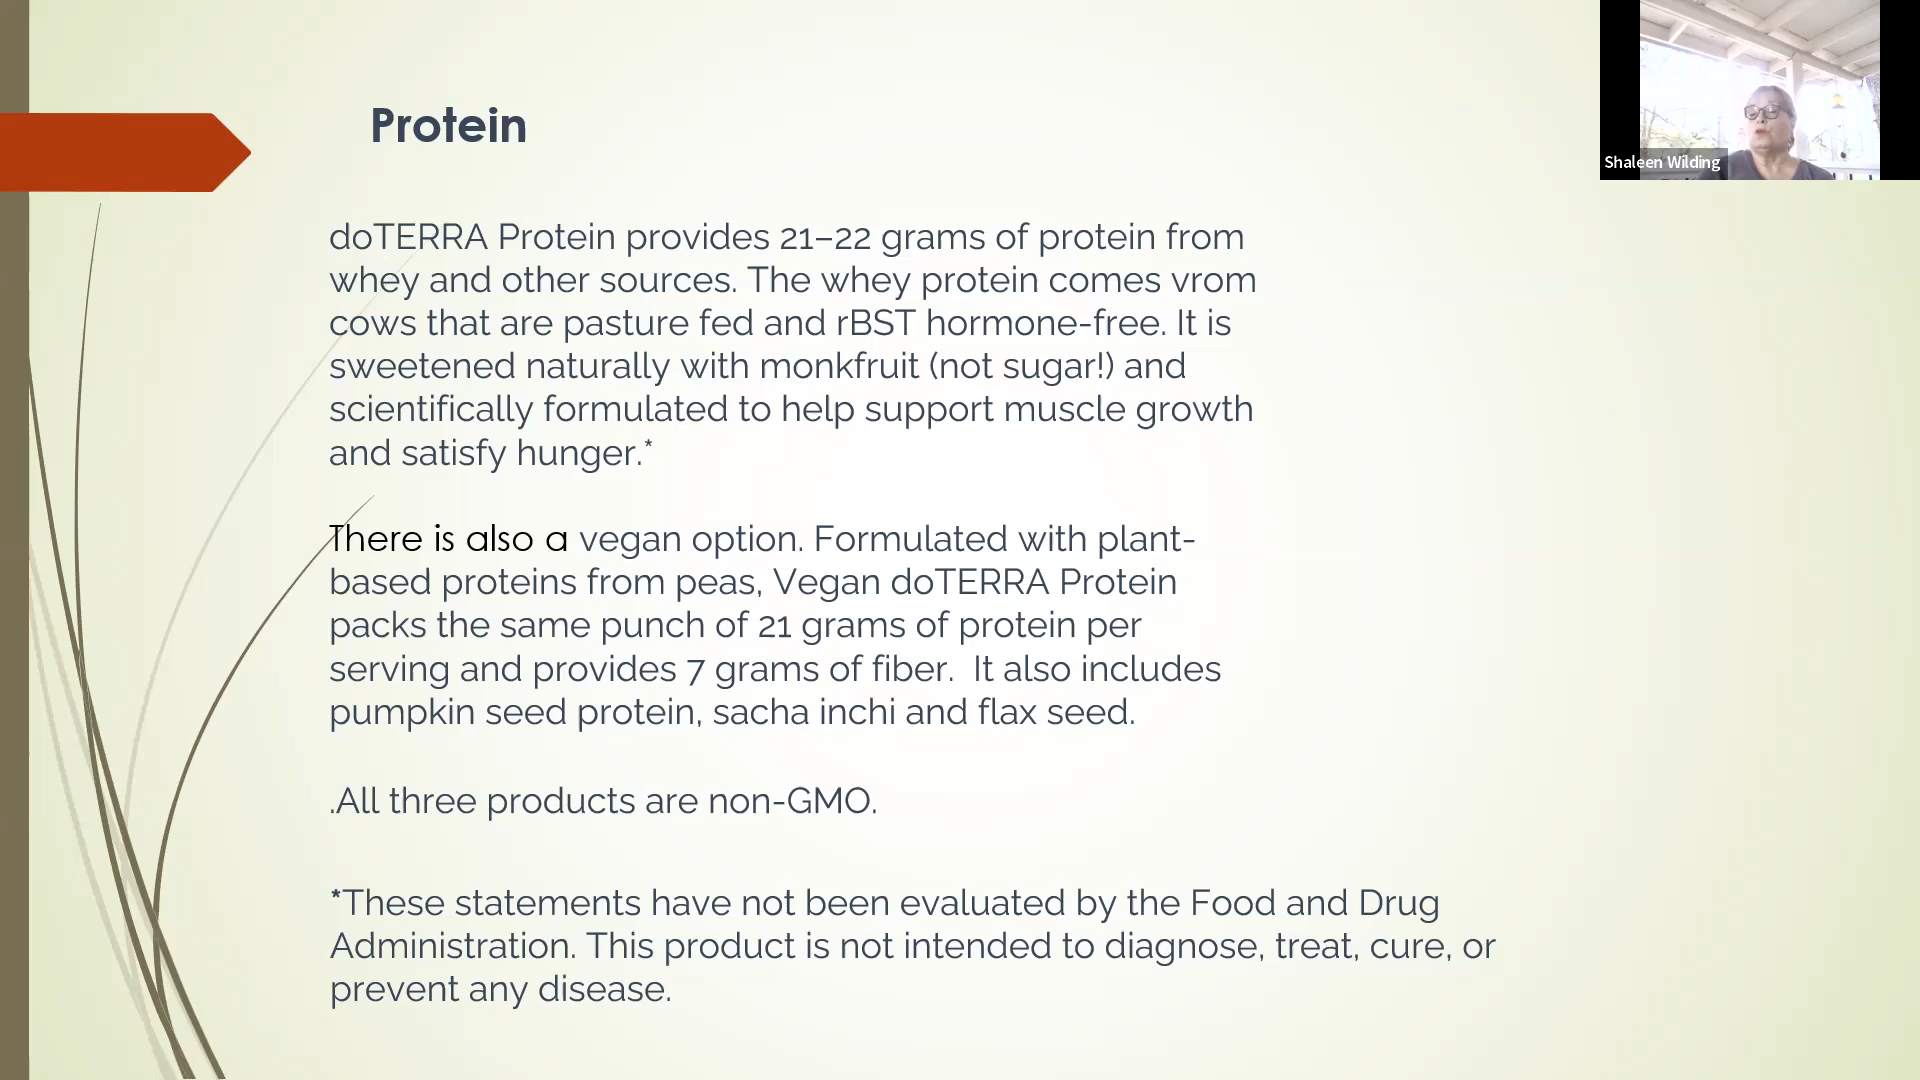 Protein
doTERRA Protein provides 21–22 grams of protein from
whey and other sources. The whey protein comes vrom
cows that are pasture fed and rBST hormone-free. It is
sweetened naturally with monkfruit (not sugar!) and
scientifically formulated to help support muscle growth
and satisfy hunger.*
There is also a vegan option. Formulated with plant-
based proteins from peas, Vegan doTERRA Protein
packs the same punch of 21 grams of protein per
serving and provides 7 grams of fiber.  It also includes
pumpkin seed protein, sacha inchi and flax seed.
.All three products are non-GMO.
*These statements have not been evaluated by the Food and Drug
Administration. This product is not intended to diagnose, treat, cure, or
prevent any disease.
Shaleen Wilding